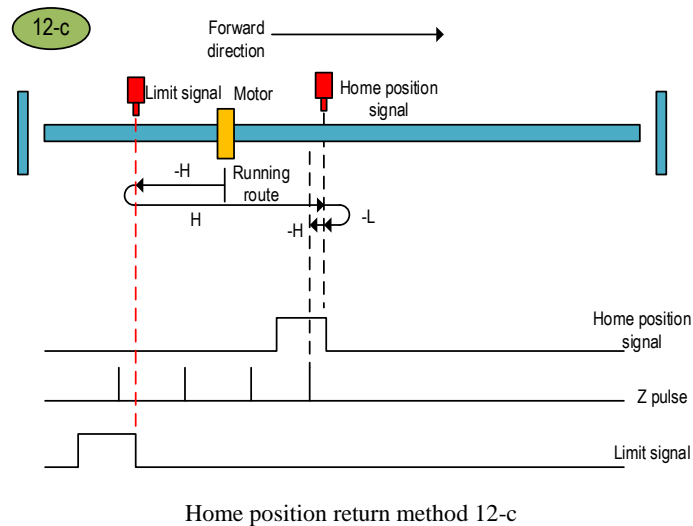 12-c
Forward
direction
Limit signal
Motor
Home position
signal
-H
Running
route
H
-H
-L
Home position
signal
Z pulse
Limit signal
Home position return method 12-c